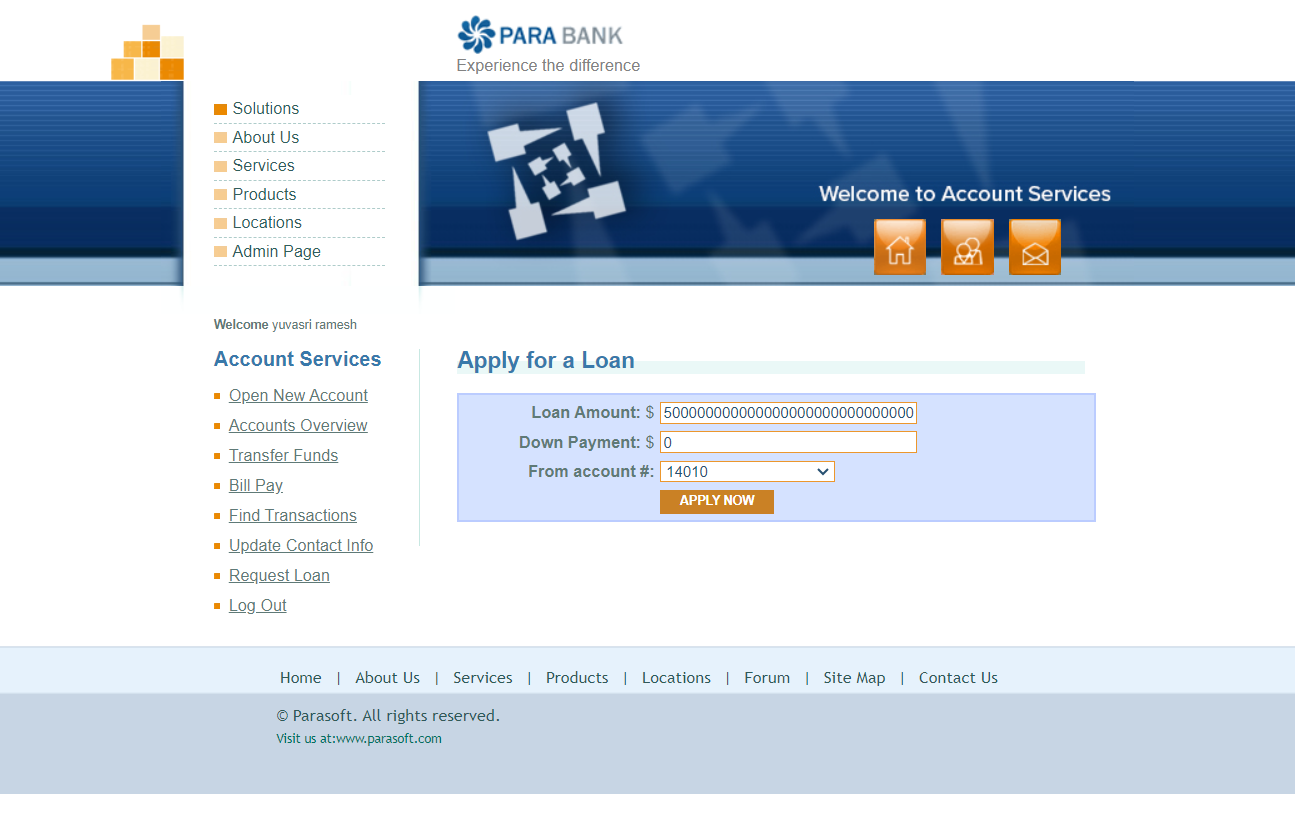 PARA BANK
Experience the difference
Solutions
About Us
Services
Products
Locations
Admin Page
Welcome to Account Services
Welcome yuvasri ramesh
Account Services
Open New Account
Accounts Overview
Transfer Funds
Bill Pay
Find Transactions
Update Contact Info
Request Loan
Log Out
Apply for a Loan
Loan Amount: $ 5000000000000000000000000000000
Down Payment: $ 0
From account #: 14010
APPLY NOW
Home | About Us | Services | Products | Locations | Forum | Site Map | Contact Us
© Parasoft. All rights reserved.
Visit us at:www.parasoft.com